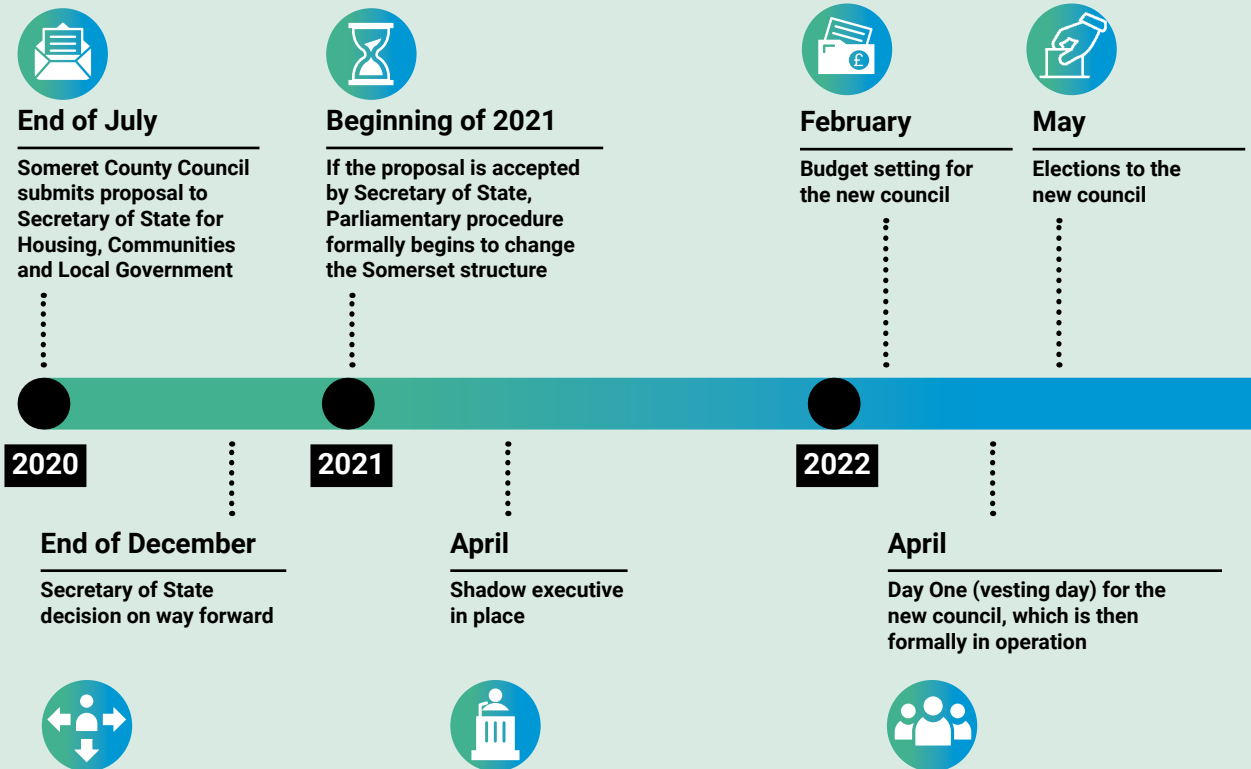 End of July
Someret County Council
submits proposal to
Secretary of State for
Housing, Communities
and Local Government
Beginning of 2021
If the proposal is accepted
by Secretary of State,
Parliamentary procedure
formally begins to change
the Somerset structure
February
Budget setting for
the new council
£
May
Elections to the
new council
2020
2021
2022
End of December
Secretary of State
decision on way forward
April
Shadow executive
in place
April
Day One (vesting day) for the
new council, which is then
formally in operation